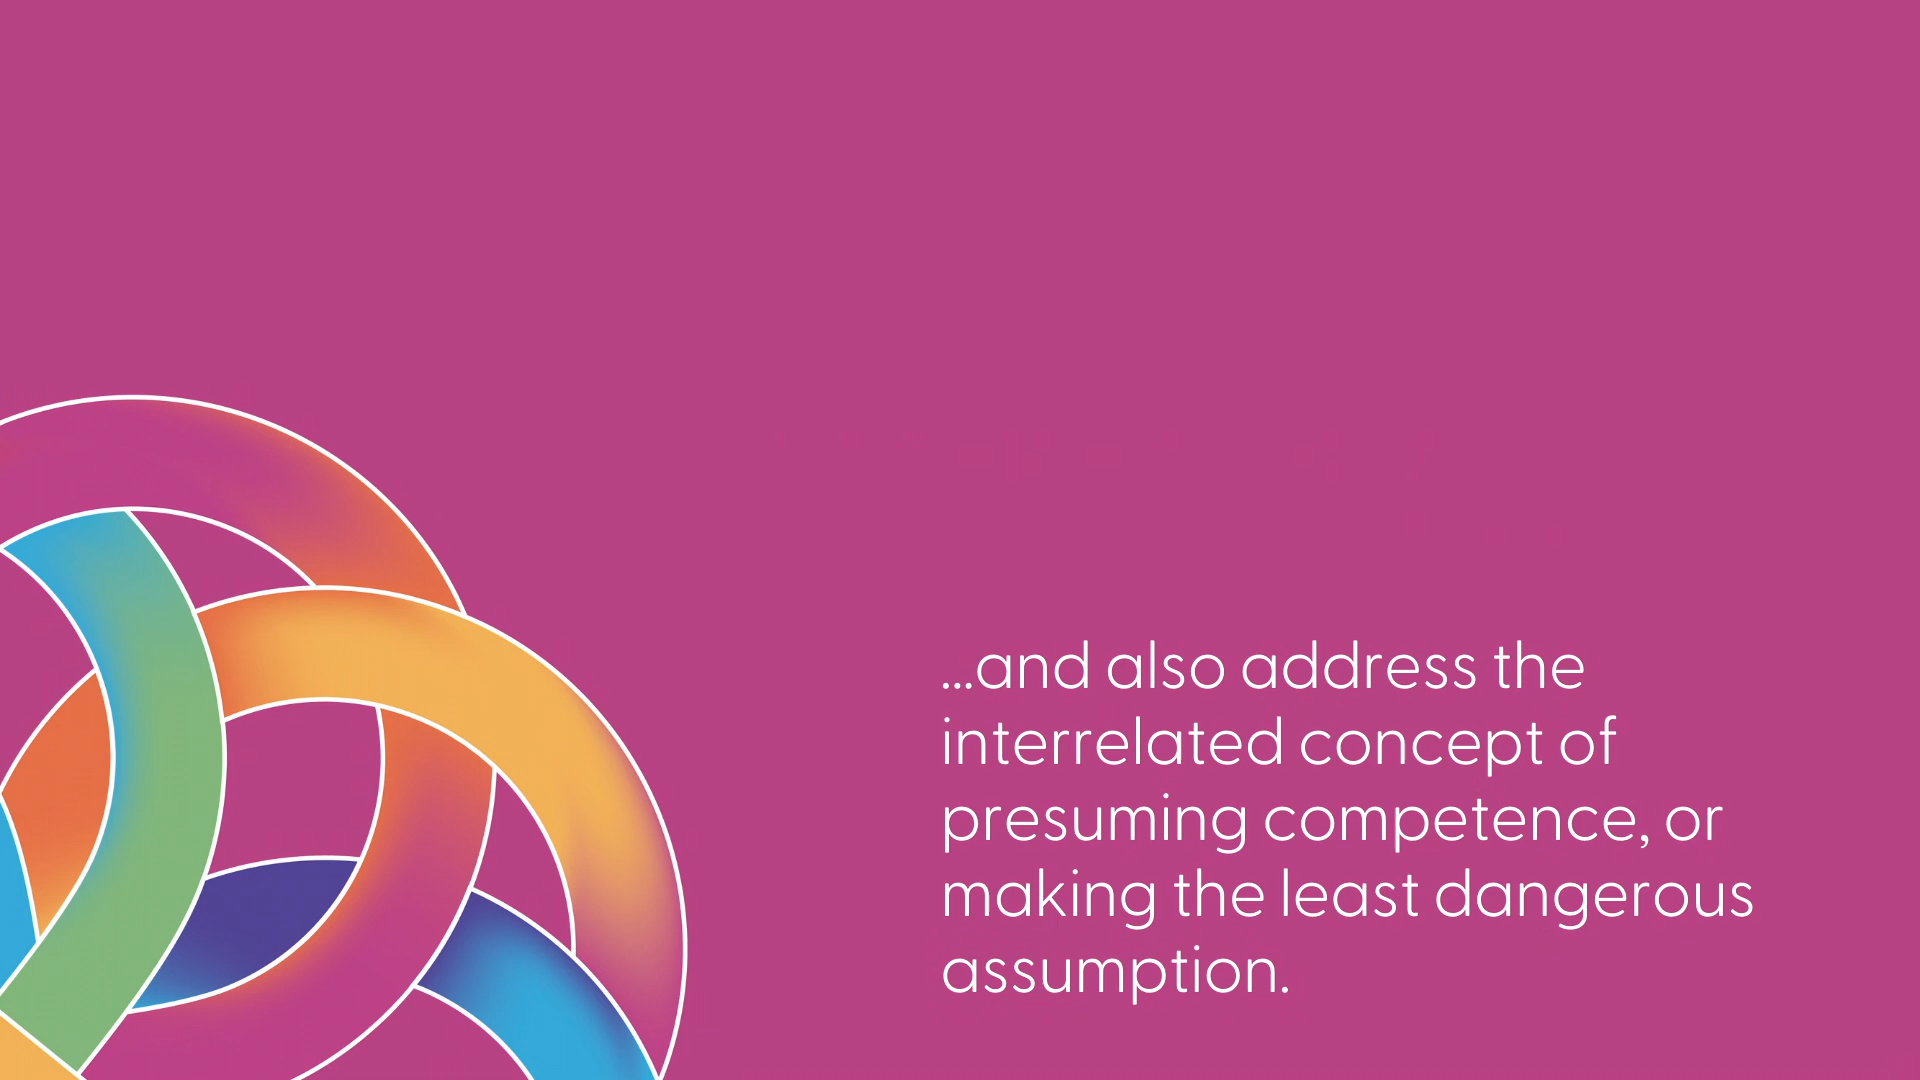 ...and also address the
interrelated concept of
presuming competence, or
making the least dangerous
assumption.